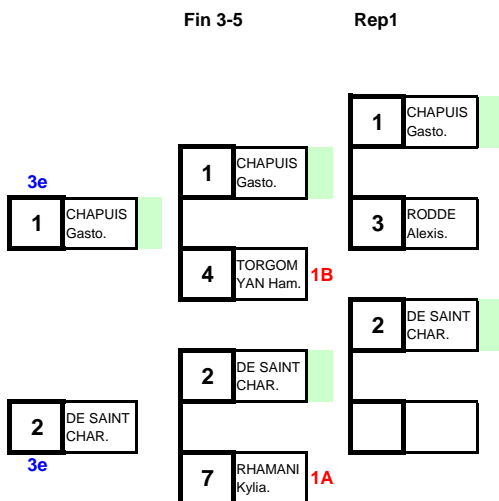 Fin 3-5
Rep1
1
CHAPUIS
Gasto.
3
RODDE
Alexis.
2
DE SAINT
CHAR.
1
CHAPUIS
Gasto.
4
TORGOM
YAN Ham.
1B
2
DE SAINT
CHAR.
7
RHAMANI
Kylia.
1A
3e
1
CHAPUIS
Gasto.
2
DE SAINT
CHAR.
3e